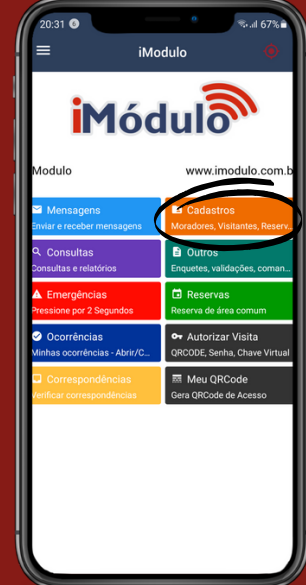 20:31
67%
iModulo
iMódulo
Modulo
www.imodulo.com.b
Mensagens
Enviar e receber mensagens
Cadastros
Moradores, Visitantes, Reserv...
Consultas
Consultas e relatórios
Outros
Enquetes, validações, coman...
Emergências
Pressione por 2 Segundos
Reservas
Reserva de área comum
Ocorrências
Minhas ocorrências - Abrir/C...
Autorizar Visita
QRCODE, Senha, Chave Virtual
Correspondências
Verificar correspondências
Meu QRCode
Gera QRCode de Acesso